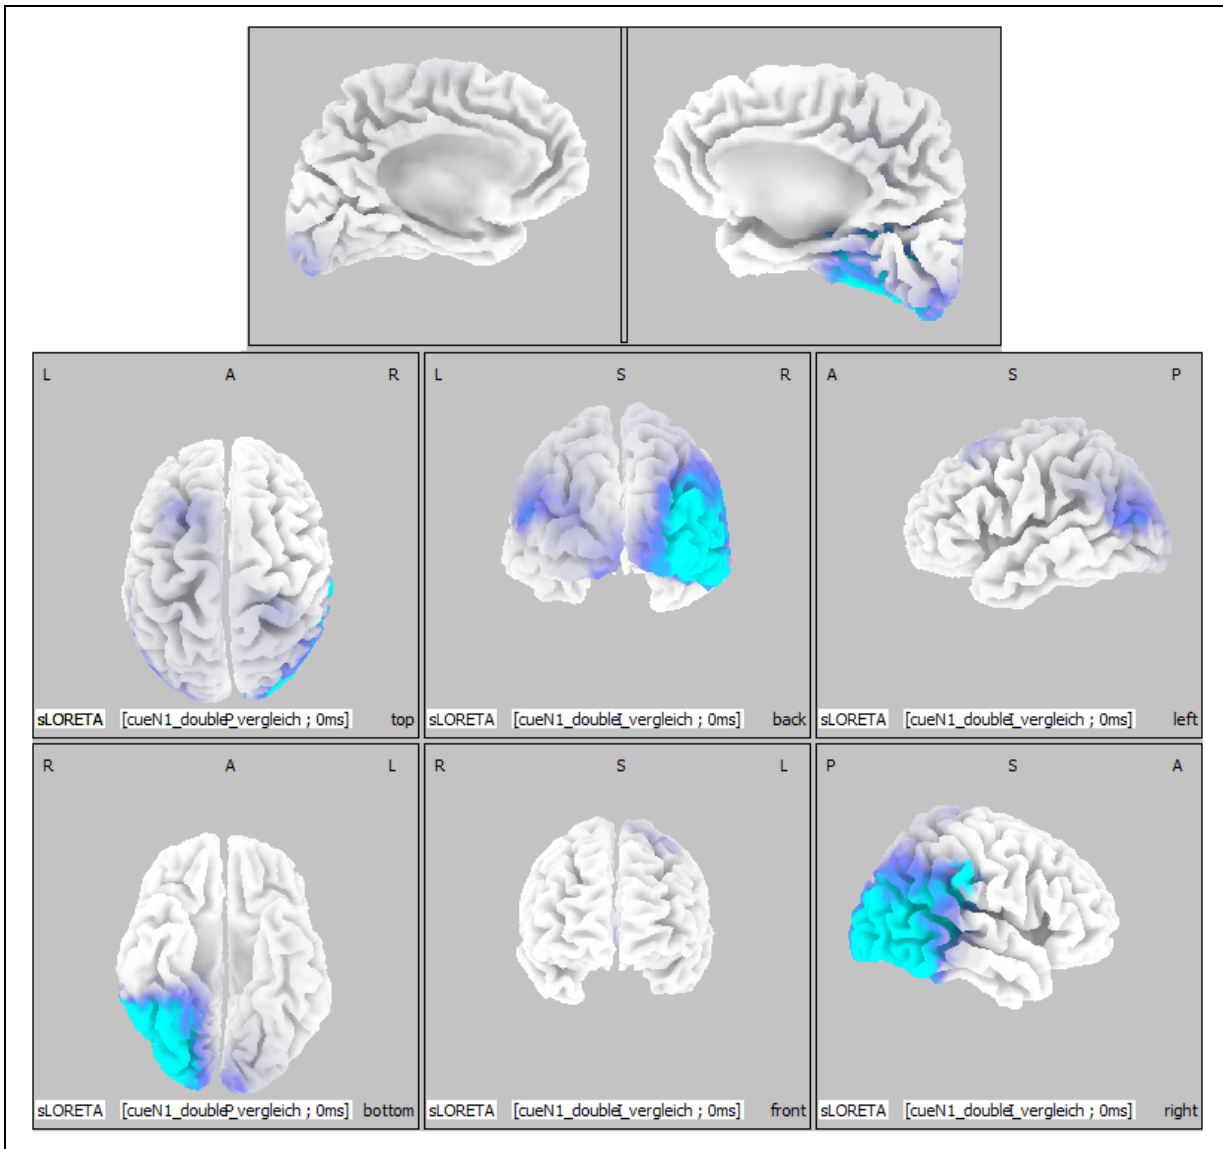 L A R
L S R
A S P
sLORETA [cueN1_doubleP_vergleich ; 0ms] top
sLORETA [cueN1_doubleI_vergleich ; 0ms] back
sLORETA [cueN1_doubleI_vergleich ; 0ms] left
R A L
R S L
P S A
sLORETA [cueN1_doubleP_vergleich ; 0ms] bottom
sLORETA [cueN1_doubleI_vergleich ; 0ms] front
sLORETA [cueN1_doubleI_vergleich ; 0ms] right